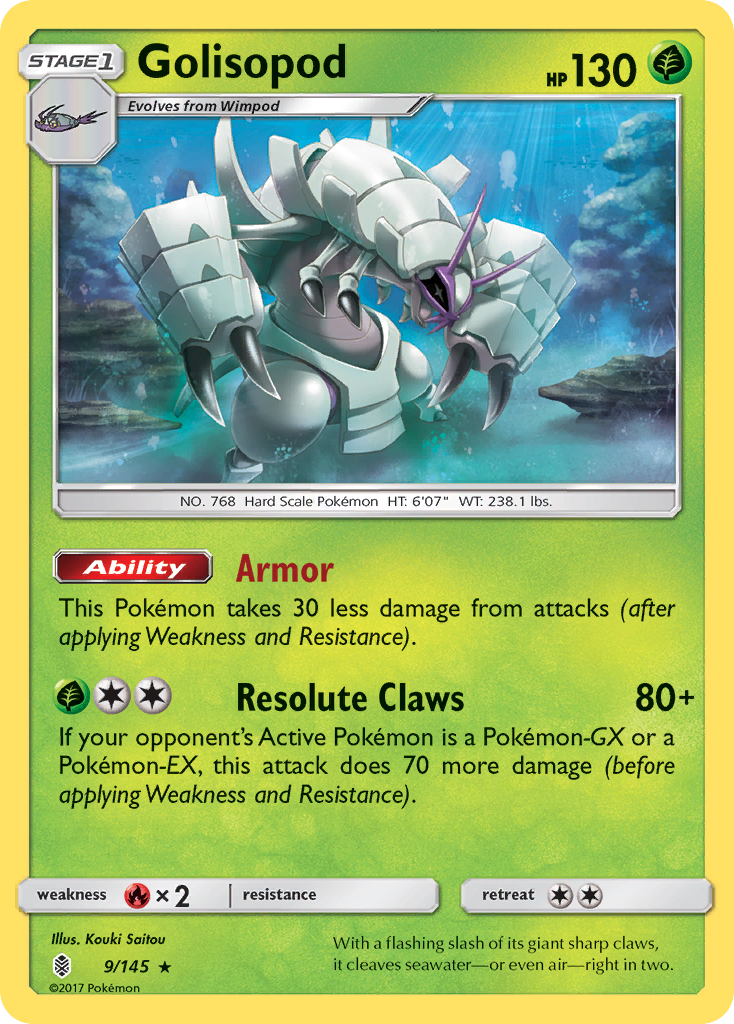 STAGE1
Golisopod
HP 130
Evolves from Wimpod
NO. 768 Hard Scale Pokémon HT: 6'07" WT: 238.1 lbs.
Ability Armor
This Pokémon takes 30 less damage from attacks (after
applying Weakness and Resistance).
Resolute Claws 80+
If your opponent's Active Pokémon is a Pokémon-GX or a
Pokémon-EX, this attack does 70 more damage (before
applying Weakness and Resistance).
weakness ×2 resistance retreat
Illus. Kouki Saitou
9/145 ★
©2017 Pokémon
With a flashing slash of its giant sharp claws,
it cleaves seawater—or even air—right in two.